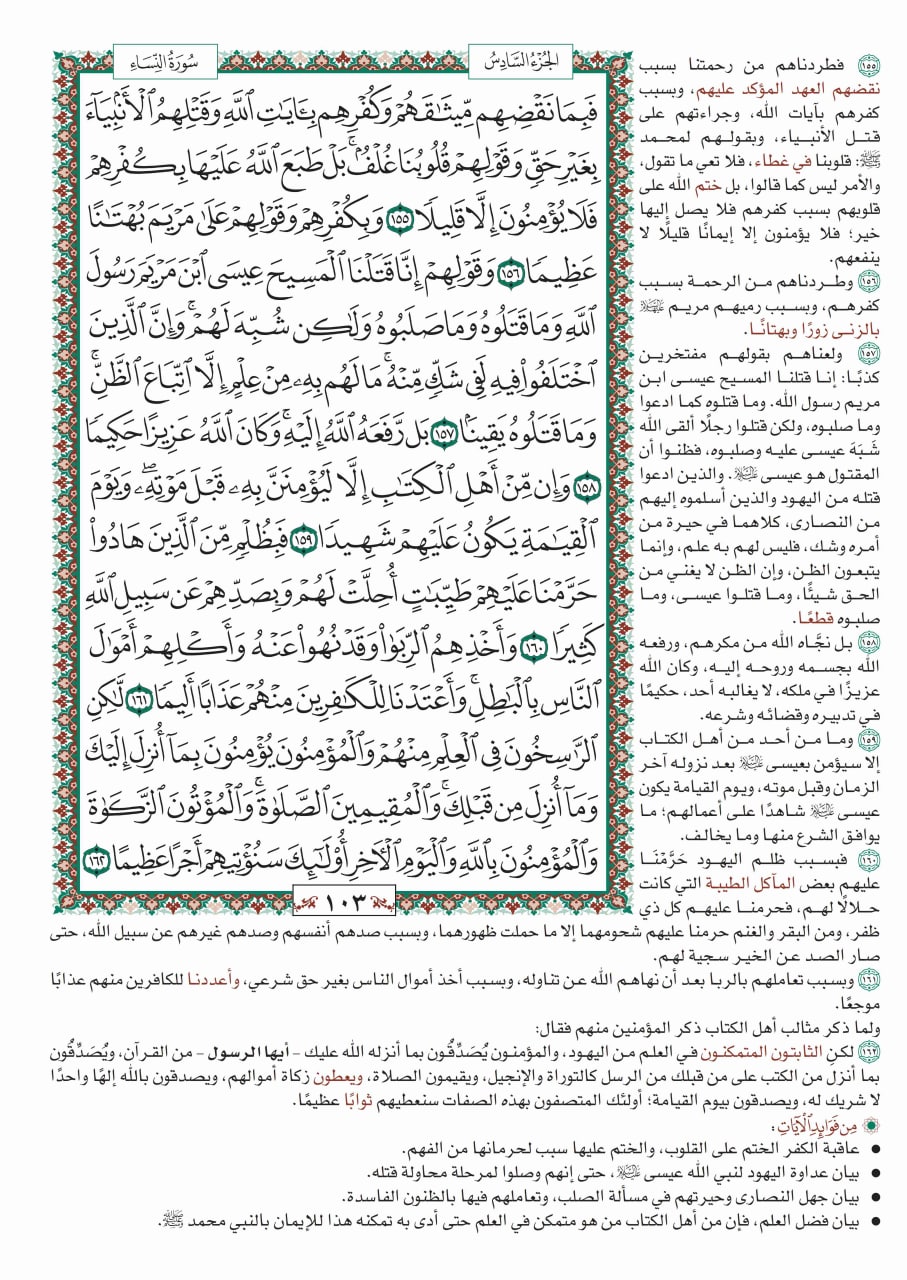 الجُزْءُ السَّادِسُ
سُورَةُ النِّسَاءِ
فَبِمَا نَقْضِهِم مِّيثَٰقَهُمْ وَكُفْرِهِم بِـَٔايَٰتِ ٱللَّهِ وَقَتْلِهِمُ ٱلْأَنۢبِيَآءَ
بِغَيْرِ حَقٍّ وَقَوْلِهِمْ قُلُوبُنَا غُلْفٌۢ ۚ بَلْ طَبَعَ ٱللَّهُ عَلَيْهَا بِكُفْرِهِمْ
فَلَا يُؤْمِنُونَ إِلَّا قَلِيلًا ١٥٥ وَبِكُفْرِهِمْ وَقَوْلِهِمْ عَلَىٰ مَرْيَمَ بُهْتَٰنًا
عَظِيمًا ١٥٦ وَقَوْلِهِمْ إِنَّا قَتَلْنَا ٱلْمَسِيحَ عِيسَى ٱبْنَ مَرْيَمَ رَسُولَ
ٱللَّهِ وَمَا قَتَلُوهُ وَمَا صَلَبُوهُ وَلَٰكِن شُبِّهَ لَهُمْ ۚ وَإِنَّ ٱلَّذِينَ
ٱخْتَلَفُوا۟ فِيهِ لَفِى شَكٍّ مِّنْهُ ۚ مَا لَهُم بِهِۦ مِنْ عِلْمٍ إِلَّا ٱتِّبَاعَ ٱلظَّنِّ ۚ
وَمَا قَتَلُوهُ يَقِينًۢا ١٥٧ بَل رَّفَعَهُ ٱللَّهُ إِلَيْهِ ۚ وَكَانَ ٱللَّهُ عَزِيزًا حَكِيمًا
١٥٨ وَإِن مِّنْ أَهْلِ ٱلْكِتَٰبِ إِلَّا لَيُؤْمِنَنَّ بِهِۦ قَبْلَ مَوْتِهِۦ ۖ وَيَوْمَ
ٱلْقِيَٰمَةِ يَكُونُ عَلَيْهِمْ شَهِيدًا ١٥٩ فَبِظُلْمٍ مِّنَ ٱلَّذِينَ هَادُوا۟
حَرَّمْنَا عَلَيْهِمْ طَيِّبَٰتٍ أُحِلَّتْ لَهُمْ وَبِصَدِّهِمْ عَن سَبِيلِ ٱللَّهِ
كَثِيرًا ١٦٠ وَأَخْذِهِمُ ٱلرِّبَوٰا۟ وَقَدْ نُهُوا۟ عَنْهُ وَأَكْلِهِمْ أَمْوَٰلَ
ٱلنَّاسِ بِٱلْبَٰطِلِ ۚ وَأَعْتَدْنَا لِلْكَٰفِرِينَ مِنْهُمْ عَذَابًا أَلِيمًا ١٦١ لَّٰكِنِ
ٱلرَّٰسِخُونَ فِى ٱلْعِلْمِ مِنْهُمْ وَٱلْمُؤْمِنُونَ يُؤْمِنُونَ بِمَآ أُنزِلَ إِلَيْكَ
وَمَآ أُنزِلَ مِن قَبْلِكَ ۚ وَٱلْمُقِيمِينَ ٱلصَّلَوٰةَ ۚ وَٱلْمُؤْتُونَ ٱلزَّكَوٰةَ
وَٱلْمُؤْمِنُونَ بِٱللَّهِ وَٱلْيَوْمِ ٱلْـَٔاخِرِ أُو۟لَٰٓئِكَ سَنُؤْتِيهِمْ أَجْرًا عَظِيمًا ١٦٢
١٠٣
١٥٥ فطردناهم من رحمتنا بسبب
نقضهم العهد المؤكد عليهم، وبسبب
كفرهم بآيات الله، وجراءتهم على
قتل الأنبياء، وبقولهم لمحمد
ﷺ: قلوبنا في غطاء، فلا تعي ما تقول،
والأمر ليس كما قالوا، بل ختم الله على
قلوبهم بسبب كفرهم فلا يصل إليها
خير؛ فلا يؤمنون إلا إيمانًا قليلًا لا
ينفعهم.
١٥٦ وطردناهم من الرحمة بسبب
كفرهم، وبسبب رميهم مريم
بالزنى زورًا وبهتانًا.
١٥٧ ولعناهم بقولهم مفتخرين
كذبًا: إنا قتلنا المسيح عيسى ابن
مريم رسول الله. وما قتلوه كما ادعوا
وما صلبوه، ولكن قتلوا رجلًا ألقى الله
شَبَهَ عيسى عليه وصلبوه، فظنوا أن
المقتول هو عيسى . والذين ادعوا
قتله من اليهود والذين أسلموه إليهم
من النصارى، كلاهما في حيرة من
أمره وشك، فليس لهم به علم، وإنما
يتبعون الظن، وإن الظن لا يغني من
الحق شيئًا، وما قتلوا عيسى، وما
صلبوه قطعًا.
١٥٨ بل نجَّاه الله من مكرهم، ورفعه
الله بجسمه وروحه إليه، وكان الله
عزيزًا في ملكه، لا يغالبه أحد، حكيمًا
في تدبيره وقضائه وشرعه.
١٥٩ وما من أحد من أهل الكتاب
إلا سيؤمن بعيسى بعد نزوله آخر
الزمان وقبل موته، ويوم القيامة يكون
عيسى شاهدًا على أعمالهم؛ ما
يوافق الشرع منها وما يخالف.
١٦٠ فبسبب ظلم اليهود حَرَّمْنَا
عليهم بعض المآكل الطيبة التي كانت
حلالًا لهم، فحرمنا عليهم كل ذي
ظفر، ومن البقر والغنم حرمنا عليهم شحومهما إلا ما حملت ظهورهما، وبسبب صدهم أنفسهم وصدهم غيرهم عن سبيل الله، حتى
صار الصد عن الخير سجية لهم.
١٦١ وبسبب تعاملهم بالربا بعد أن نهاهم الله عن تناوله، وبسبب أخذ أموال الناس بغير حق شرعي، وأعددنا للكافرين منهم عذابًا
موجعًا.
ولما ذكر مثالب أهل الكتاب ذكر المؤمنين منهم فقال:
١٦٢ لكنِ الثابتون المتمكنون في العلم من اليهود، والمؤمنون يُصَدِّقُون بما أنزله الله عليك – أيها الرسول – من القرآن، ويُصَدِّقُون
بما أنزل من الكتب على من قبلك من الرسل كالتوراة والإنجيل، ويقيمون الصلاة، ويعطون زكاة أموالهم، ويصدقون بالله إلهًا واحدًا
لا شريك له، ويصدقون بيوم القيامة؛ أولئك المتصفون بهذه الصفات سنعطيهم ثوابًا عظيمًا.
مِن فَوَائِدِ الآيَاتِ:
● عاقبة الكفر الختم على القلوب، والختم عليها سبب لحرمانها من الفهم.
● بيان عداوة اليهود لنبي الله عيسى ، حتى إنهم وصلوا لمرحلة محاولة قتله.
● بيان جهل النصارى وحيرتهم في مسألة الصلب، وتعاملهم فيها بالظنون الفاسدة.
● بيان فضل العلم، فإن من أهل الكتاب من هو متمكن في العلم حتى أدى به تمكنه هذا للإيمان بالنبي محمد ﷺ.